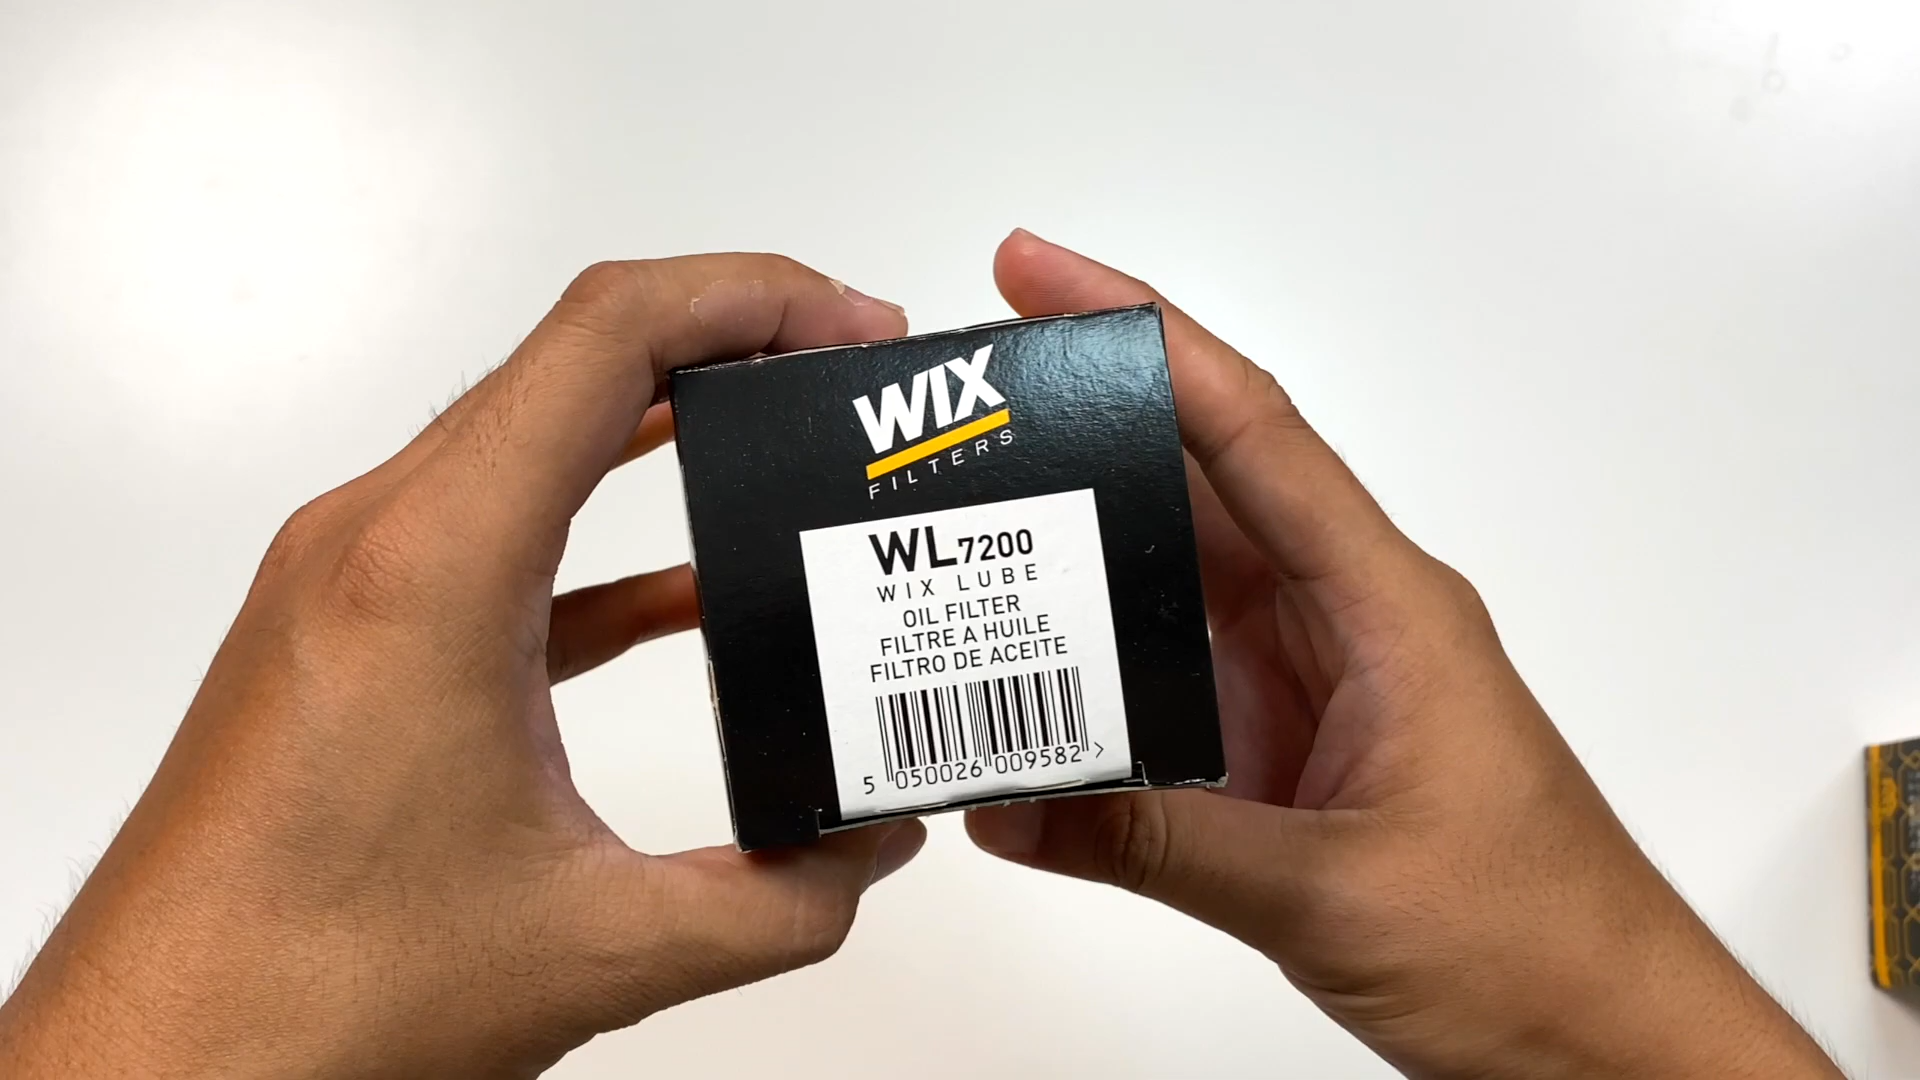 WIX
FILTERS
WL7200
WIX LUBE
OIL FILTER
FILTRE A HUILE
FILTRO DE ACEITE
5 050026 009582 >